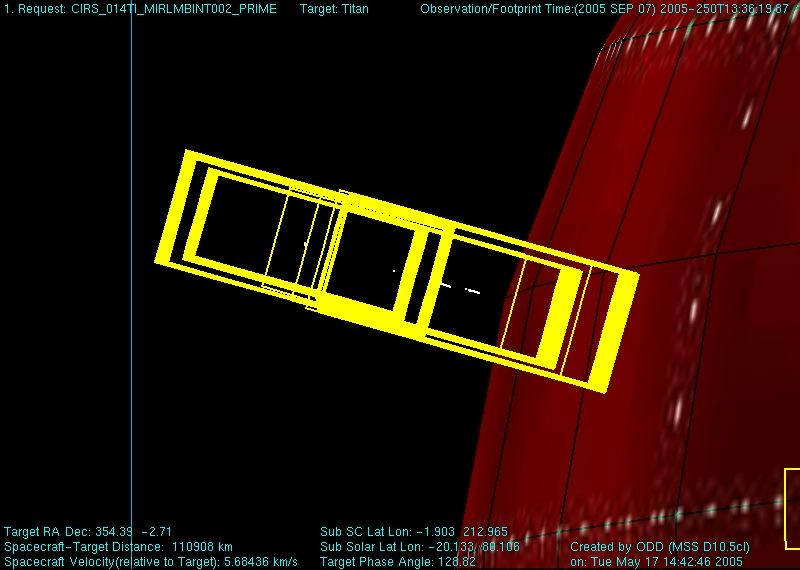 1. Request: CIRS_014TI_MIRLMBINT002_PRIME Target: Titan Observation/Footprint Time:(2005 SEP 07) 2005-250T13:36:19.87
Target RA Dec: 354.39 -2.71 Sub SC Lat Lon: -1.903 212.965
Spacecraft-Target Distance: 110908 km Sub Solar Lat Lon: -20.133 80.106 Created by ODD (MSS D10.5cl)
Spacecraft Velocity(relative to Target): 5.68436 km/s Target Phase Angle: 128.82 on: Tue May 17 14:42:46 2005